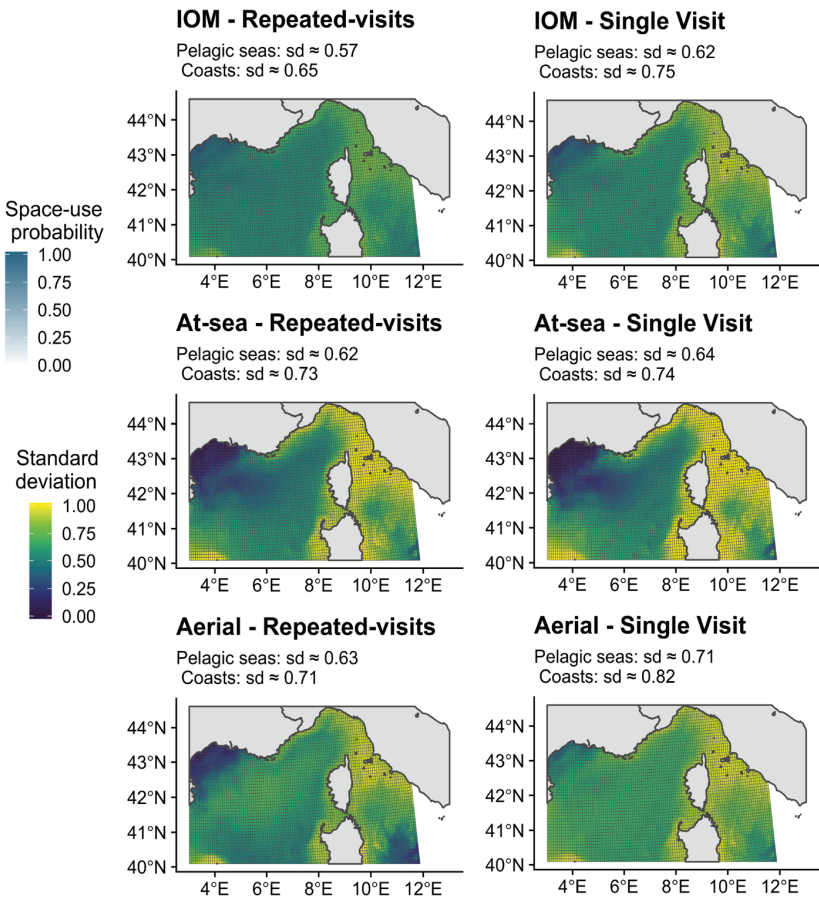 IOM - Repeated-visits
Pelagic seas: sd ≈ 0.57
Coasts: sd ≈ 0.65
44°N
43°N
42°N
41°N
40°N
4°E 6°E 8°E 10°E 12°E
IOM - Single Visit
Pelagic seas: sd ≈ 0.62
Coasts: sd ≈ 0.75
44°N
43°N
42°N
41°N
40°N
4°E 6°E 8°E 10°E 12°E
Space-use
probability
1.00
0.75
0.50
0.25
0.00
At-sea - Repeated-visits
Pelagic seas: sd ≈ 0.62
Coasts: sd ≈ 0.73
44°N
43°N
42°N
41°N
40°N
4°E 6°E 8°E 10°E 12°E
At-sea - Single Visit
Pelagic seas: sd ≈ 0.64
Coasts: sd ≈ 0.74
44°N
43°N
42°N
41°N
40°N
4°E 6°E 8°E 10°E 12°E
Standard
deviation
1.00
0.75
0.50
0.25
0.00
Aerial - Repeated-visits
Pelagic seas: sd ≈ 0.63
Coasts: sd ≈ 0.71
44°N
43°N
42°N
41°N
40°N
4°E 6°E 8°E 10°E 12°E
Aerial - Single Visit
Pelagic seas: sd ≈ 0.71
Coasts: sd ≈ 0.82
44°N
43°N
42°N
41°N
40°N
4°E 6°E 8°E 10°E 12°E